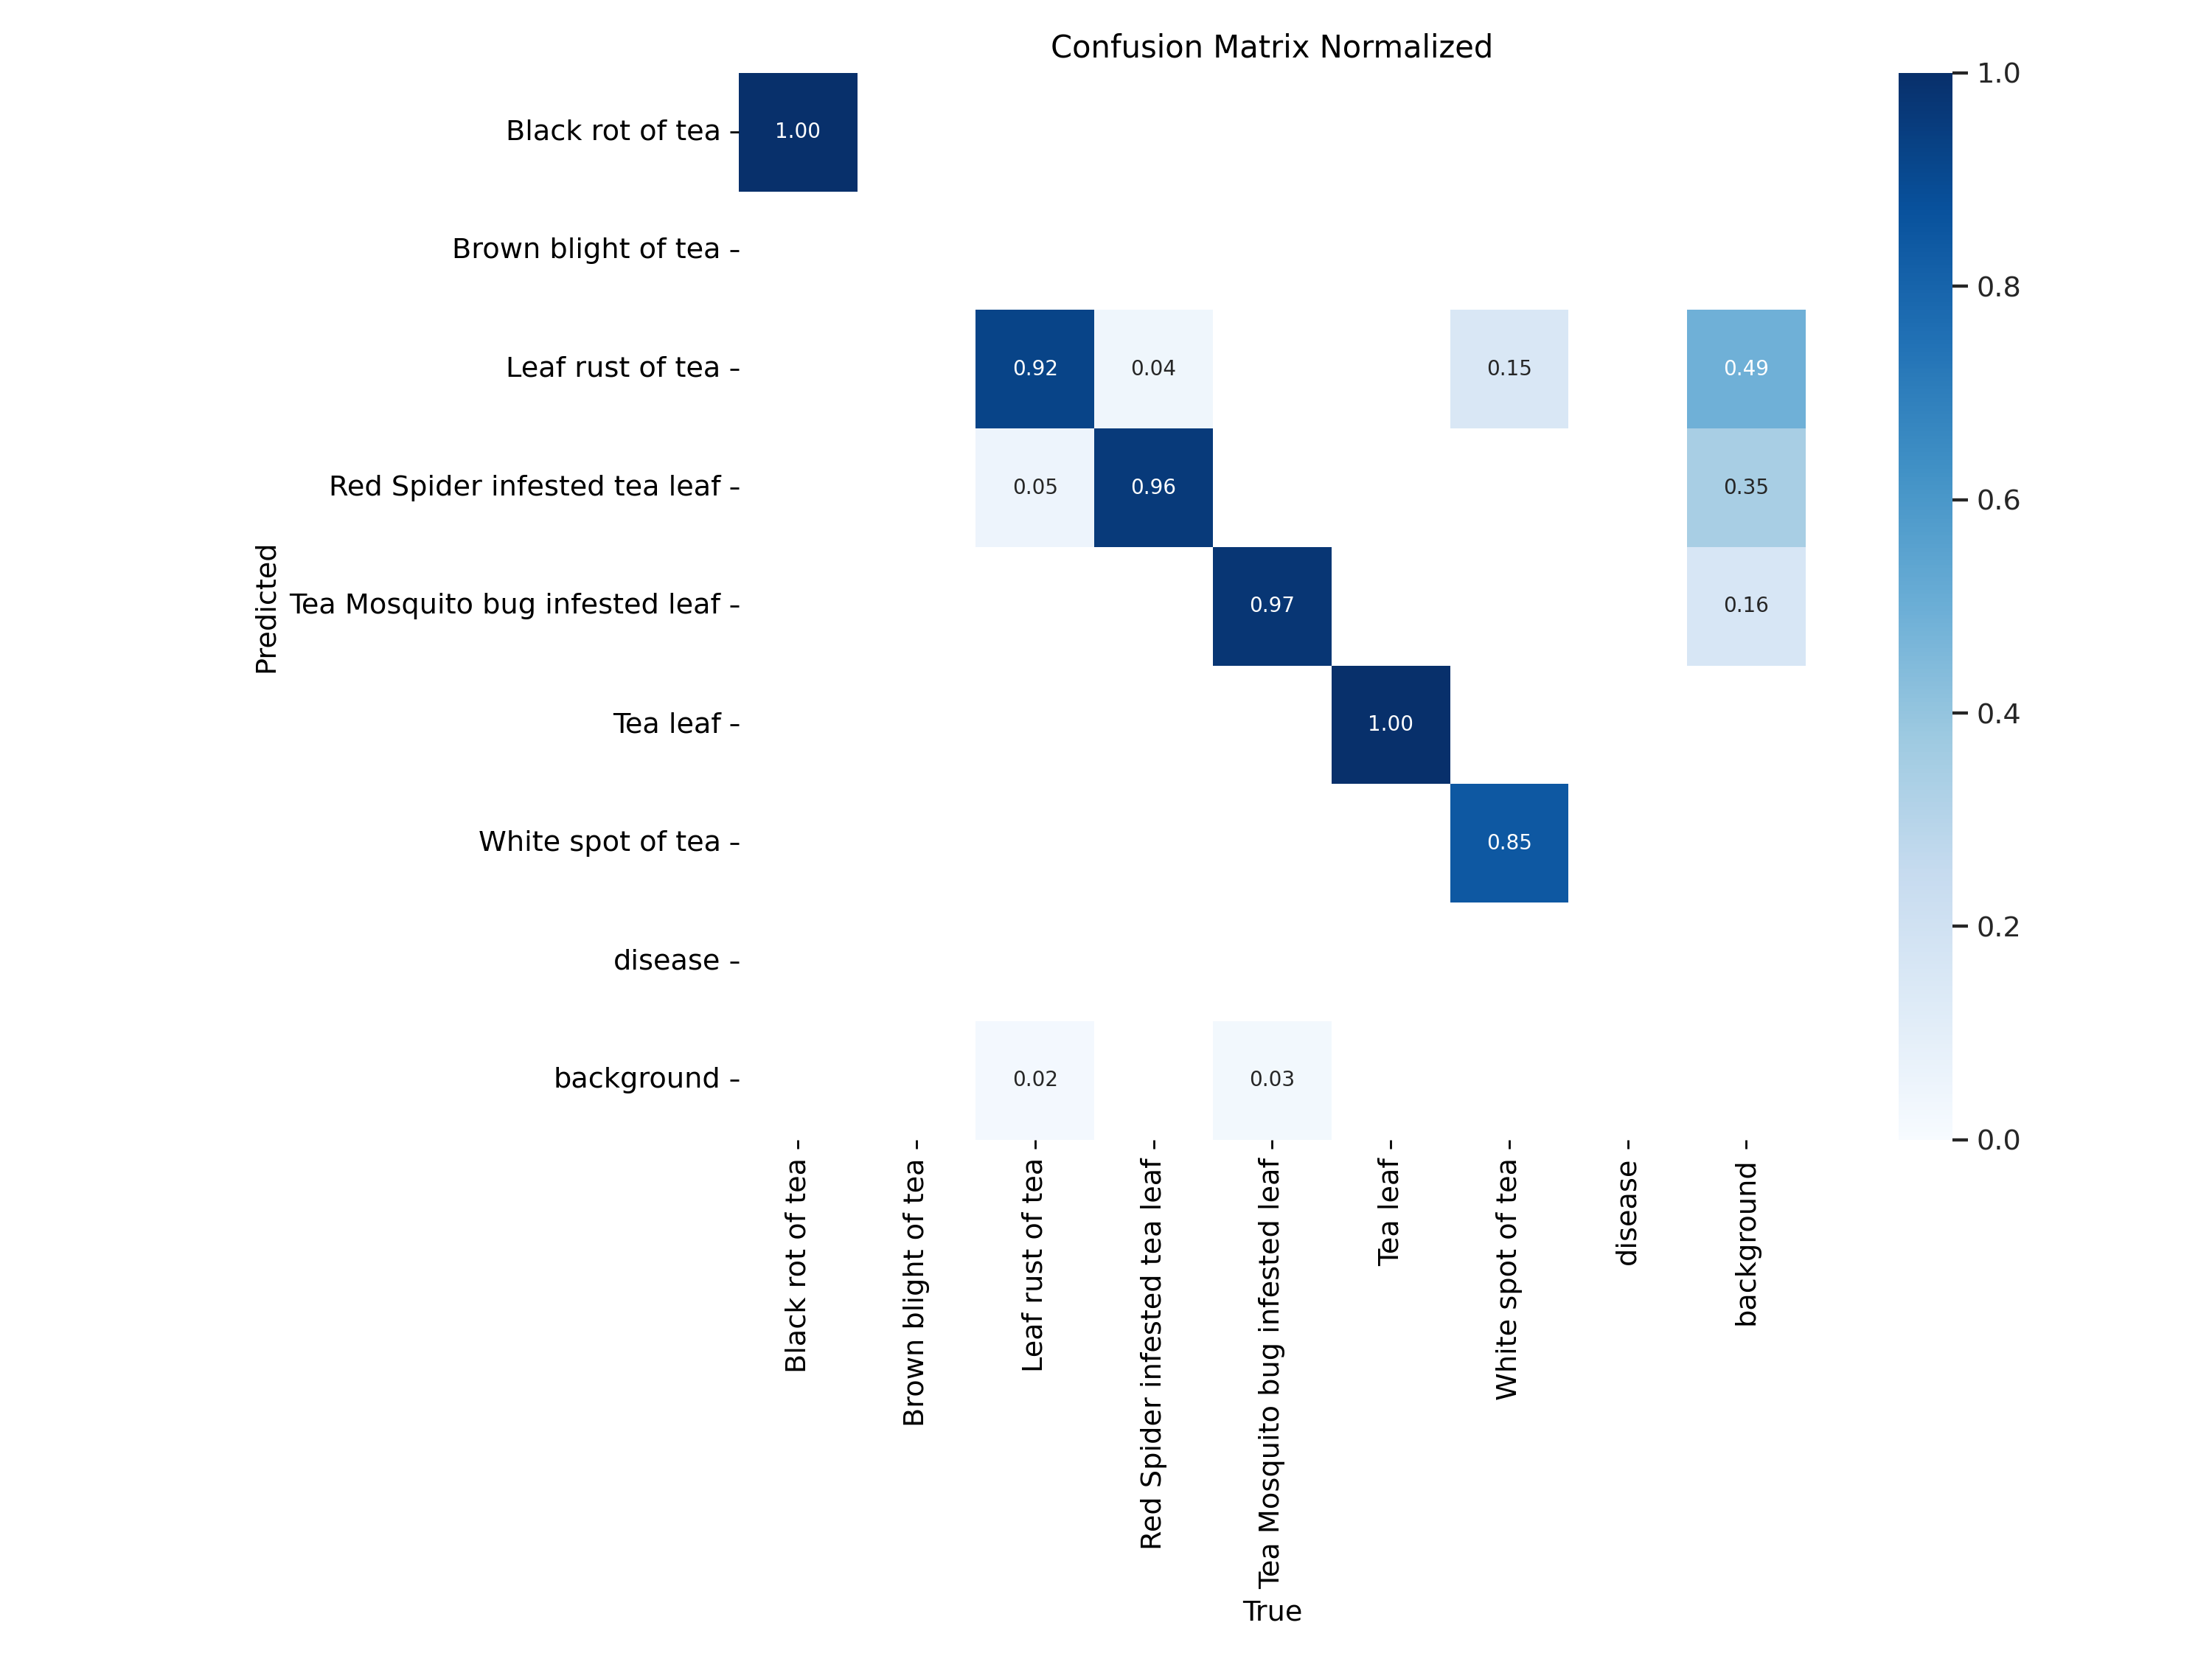 Confusion Matrix Normalized
Black rot of tea
1.00
1.0
Brown blight of tea
0.8
Leaf rust of tea
0.92
0.04
0.15
0.49
Red Spider infested tea leaf
0.05
0.96
0.35
0.6
Predicted
Tea Mosquito bug infested leaf
0.97
0.16
Tea leaf
1.00
0.4
White spot of tea
0.85
0.2
disease
background
0.02
0.03
0.0
Black rot of tea
Brown blight of tea
Leaf rust of tea
Red Spider infested tea leaf
Tea Mosquito bug infested leaf
Tea leaf
White spot of tea
disease
background
True